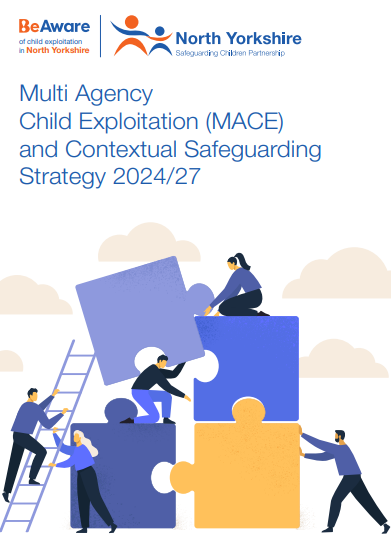 BeAware
of child exploitation
in North Yorkshire
North Yorkshire
Safeguarding Children Partnership
Multi Agency
Child Exploitation (MACE)
and Contextual Safeguarding
Strategy 2024/27